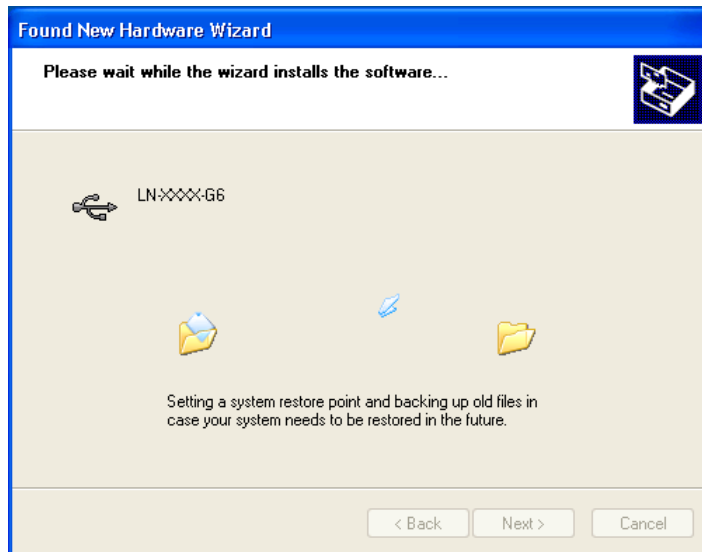 Found New Hardware Wizard
Please wait while the wizard installs the software...
LN-XXXX-G6
Setting a system restore point and backing up old files in
case your system needs to be restored in the future.
< Back
Next >
Cancel